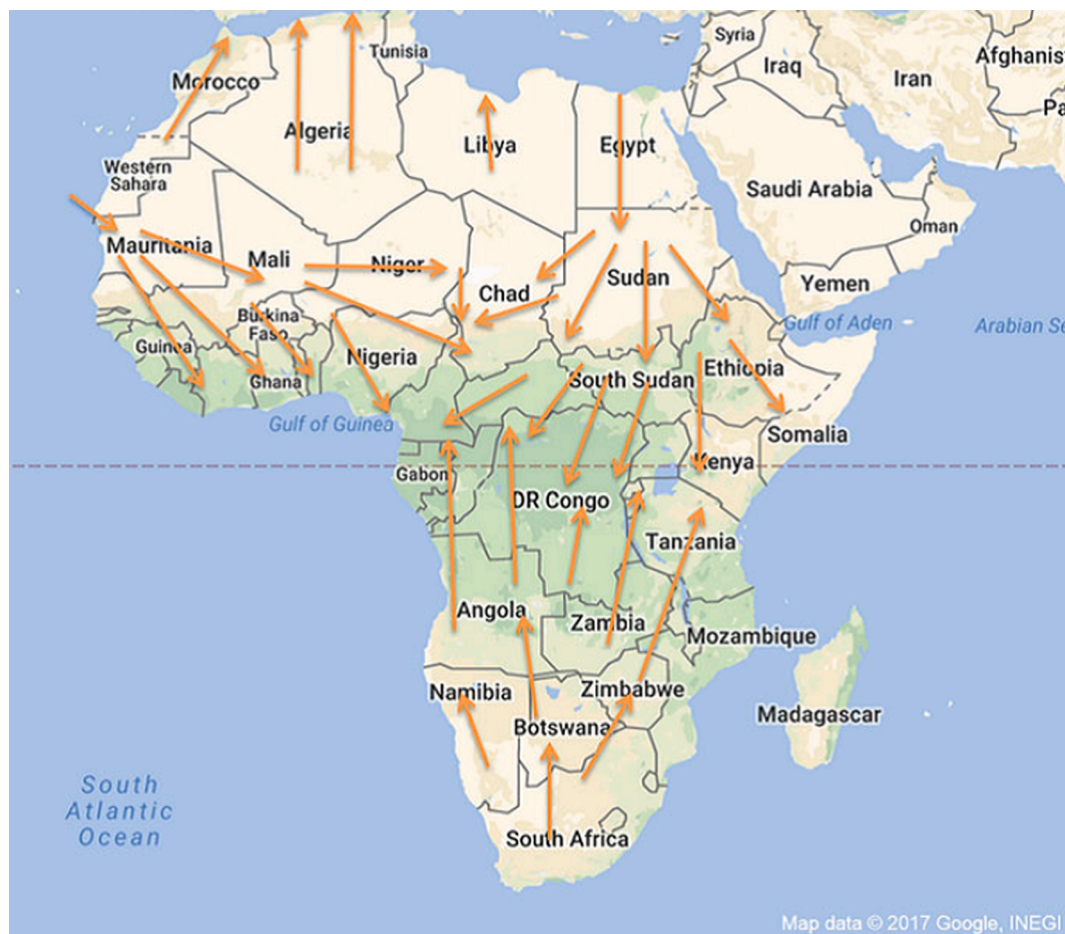 Syria
Afghanis
Tunisia
Iraq
Iran
Morocco
Pa
Algeria
Libya
Egypt
Western
Sahara
Saudi Arabia
Oman
Mauritania
Mali
Niger
Sudan
Yemen
Chad
Burkina
Faso
Gulf of Aden
Arabian Se
Guinea
Nigeria
Ethiopia
Ghana
South Sudan
Gulf of Guinea
Somalia
Gabon
Kenya
DR Congo
Tanzania
Angola
Zambia
Mozambique
Namibia
Zimbabwe
Madagascar
Botswana
South
Atlantic
Ocean
South Africa
Map data © 2017 Google, INEGI